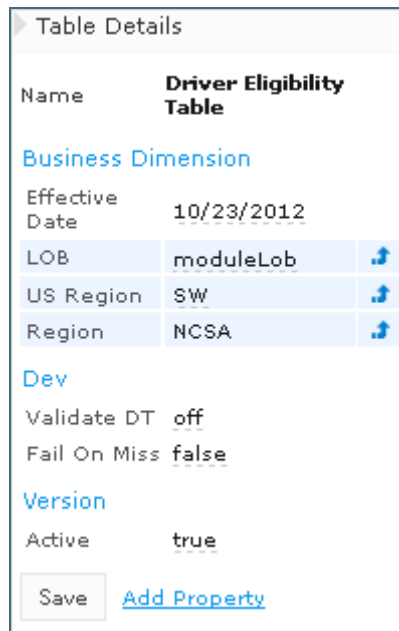 Table Details
Name Driver Eligibility
Table
Business Dimension
Effective
Date 10/23/2012
LOB moduleLob
US Region SW
Region NCSA
Dev
Validate DT off
Fail On Miss false
Version
Active true
Save Add Property